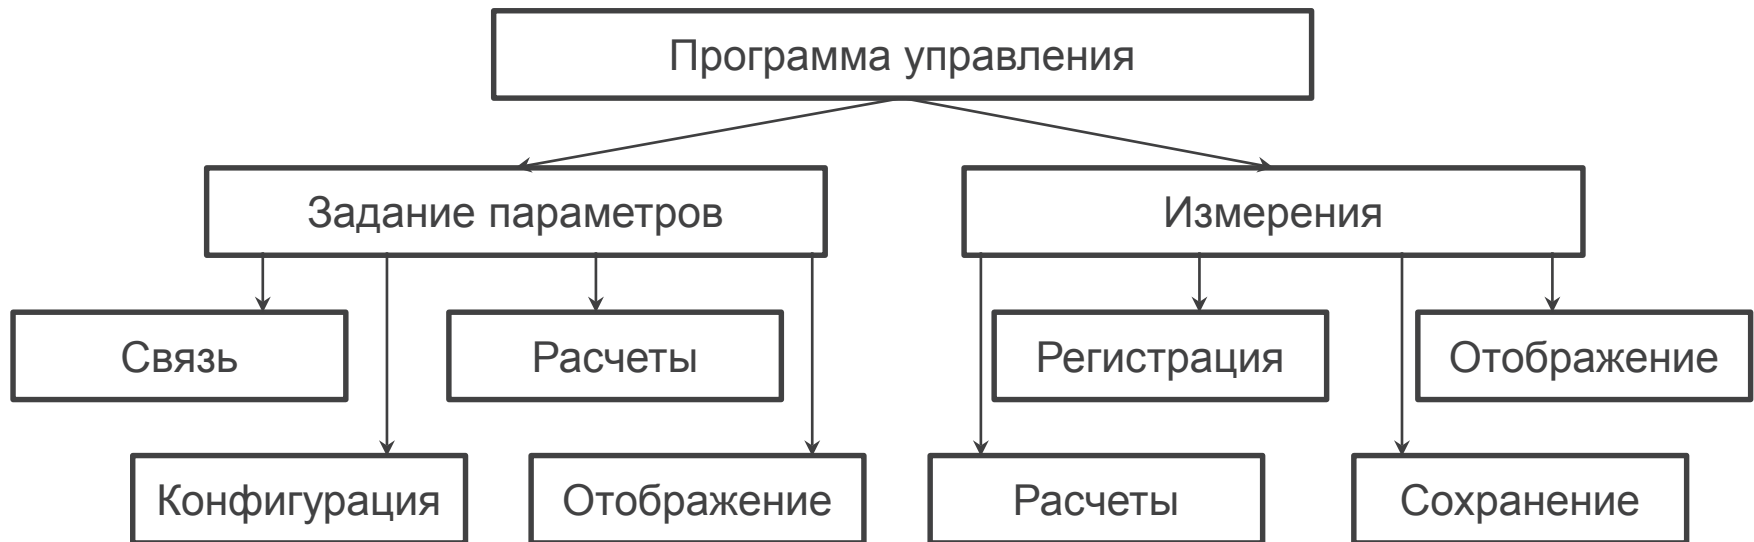 Программа управления
Задание параметров
Измерения
Связь
Расчеты
Регистрация
Отображение
Конфигурация
Отображение
Расчеты
Сохранение